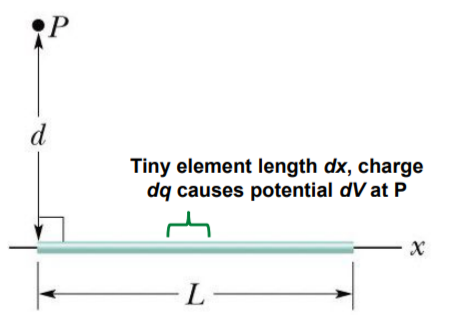 P
d
Tiny element length dx, charge
dq causes potential dV at P
x
L